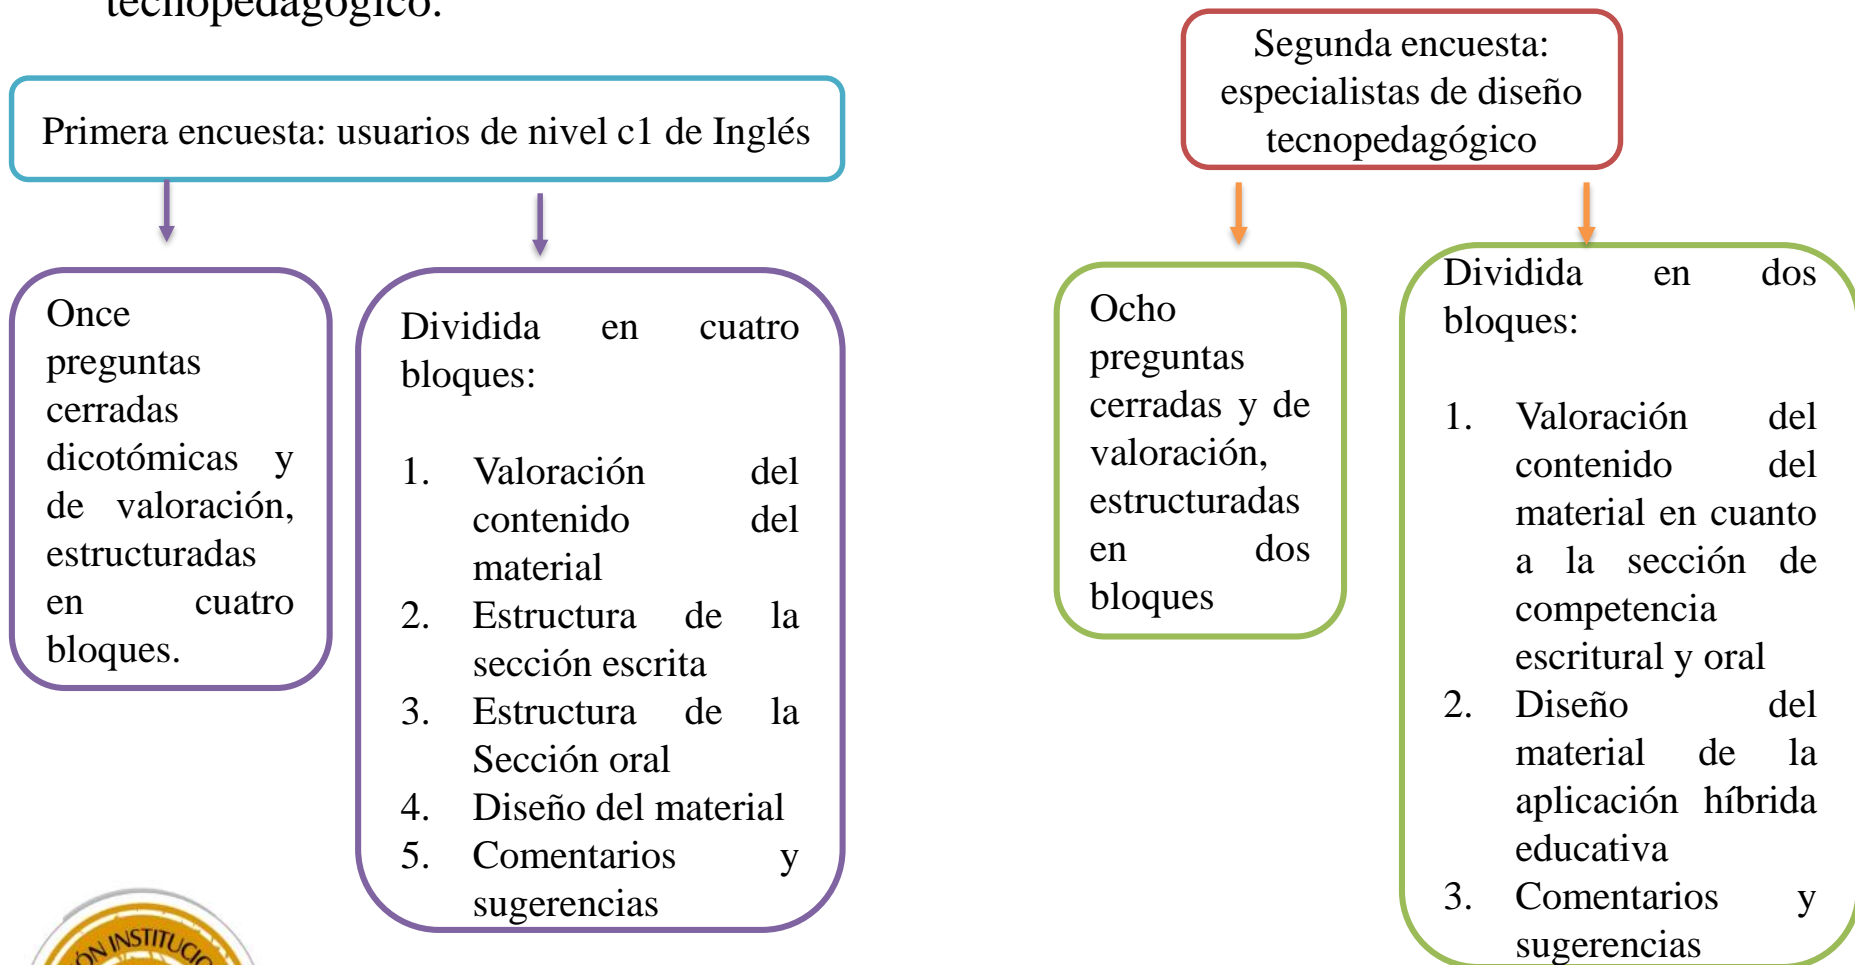 tecnopedagógico.
Primera encuesta: usuarios de nivel c1 de Inglés
Once
preguntas
cerradas
dicotómicas y
de valoración,
estructuradas
en cuatro
bloques.
Dividida en cuatro
bloques:
1. Valoración del
contenido del
material
2. Estructura de la
sección escrita
3. Estructura de la
Sección oral
4. Diseño del material
5. Comentarios y
sugerencias
Segunda encuesta:
especialistas de diseño
tecnopedagógico
Ocho
preguntas
cerradas y de
valoración,
estructuradas
en dos
bloques
Dividida en dos
bloques:
1. Valoración del
contenido del
material en cuanto
a la sección de
competencia
escritural y oral
2. Diseño del
material de la
aplicación híbrida
educativa
3. Comentarios y
sugerencias